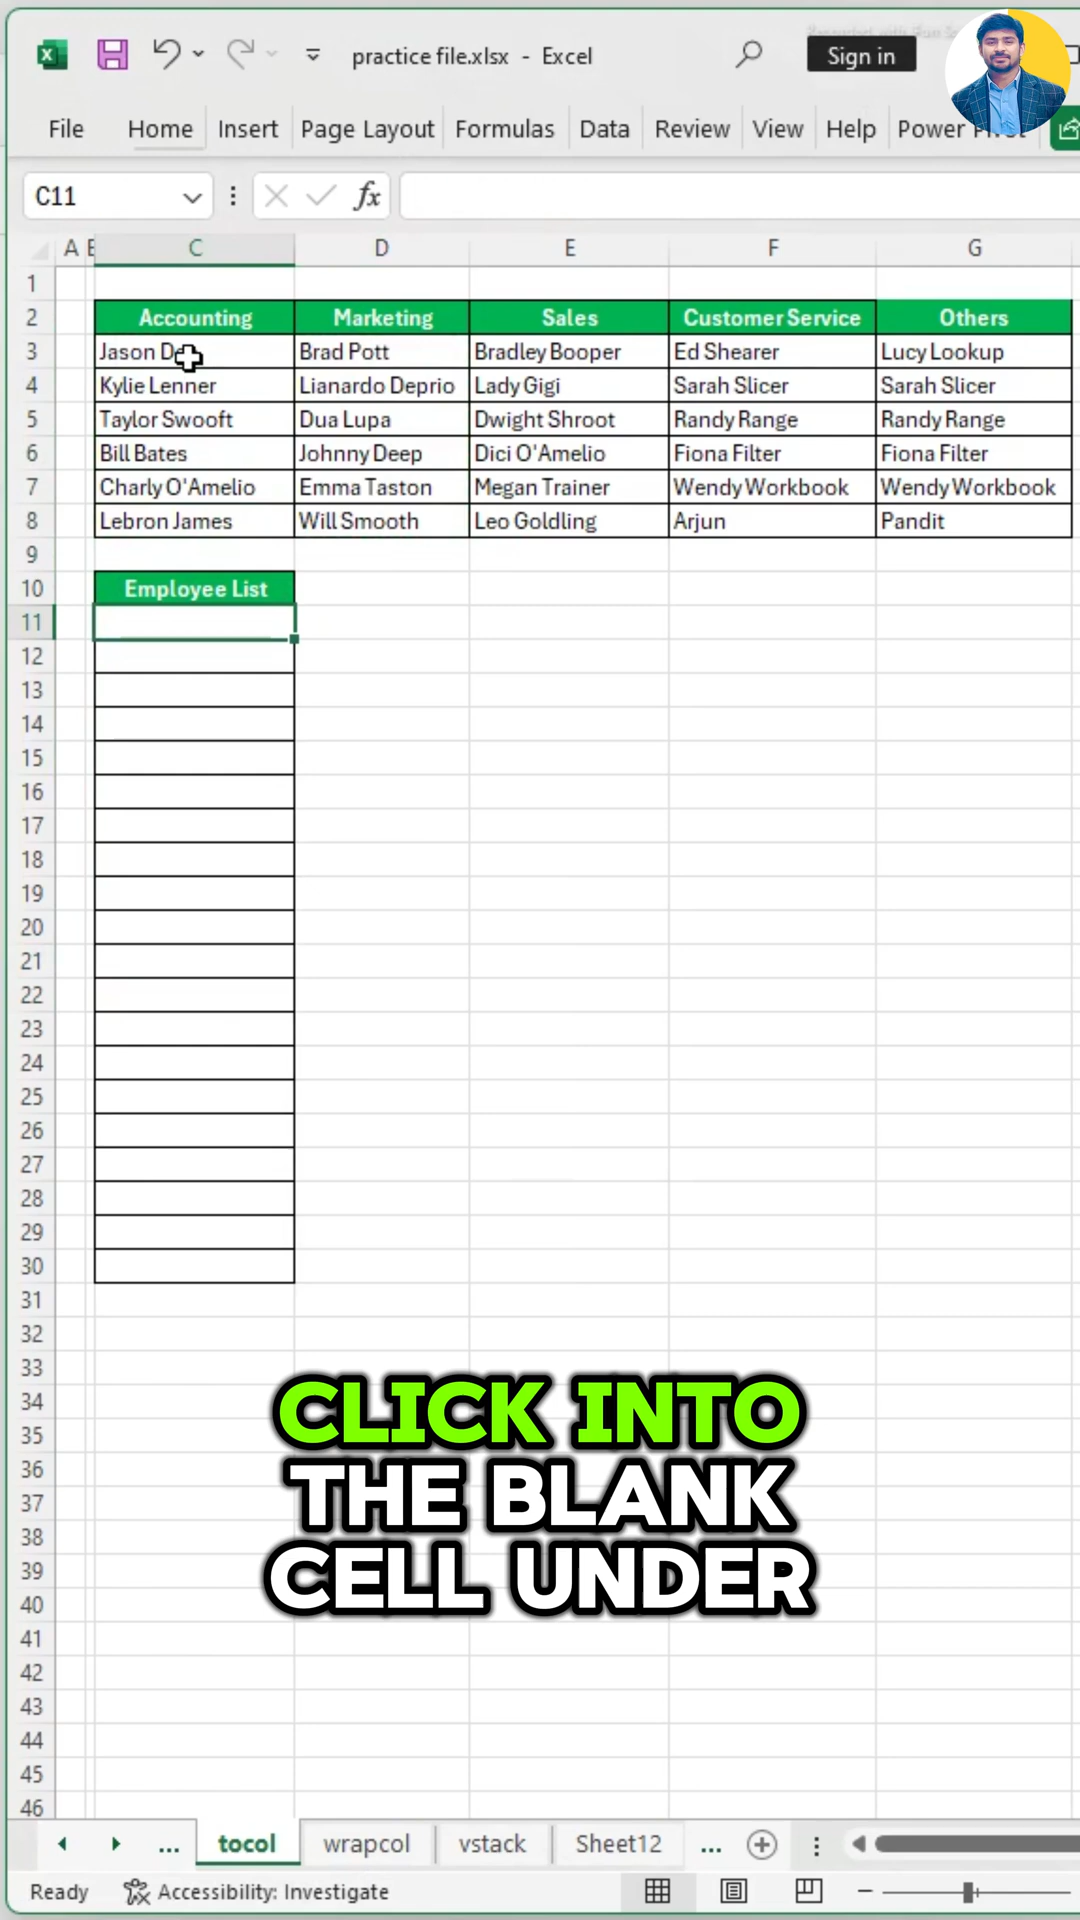 practice file.xlsx - Excel
Sign in
File Home Insert Page Layout Formulas Data Review View Help Power Pivot
C11 fx
A C D E F G
1
2 Accounting Marketing Sales Customer Service Others
3 Jason D Brad Pott Bradley Booper Ed Shearer Lucy Lookup
4 Kylie Lenner Lianardo Deprio Lady Gigi Sarah Slicer Sarah Slicer
5 Taylor Swooft Dua Lupa Dwight Shroot Randy Range Randy Range
6 Bill Bates Johnny Deep Dici O'Amelio Fiona Filter Fiona Filter
7 Charly O'Amelio Emma Taston Megan Trainer Wendy Workbook Wendy Workbook
8 Lebron James Will Smooth Leo Goldling Arjun Pandit
9
10 Employee List
11
12
13
14
15
16
17
18
19
20
21
22
23
24
25
26
27
28
29
30
31
32
33
34
35
36
37
38
39
40
41
42
43
44
45
46
CLICK INTO
THE BLANK
CELL UNDER
... tocol wrapcol vstack Sheet12 ...
Ready Accessibility: Investigate